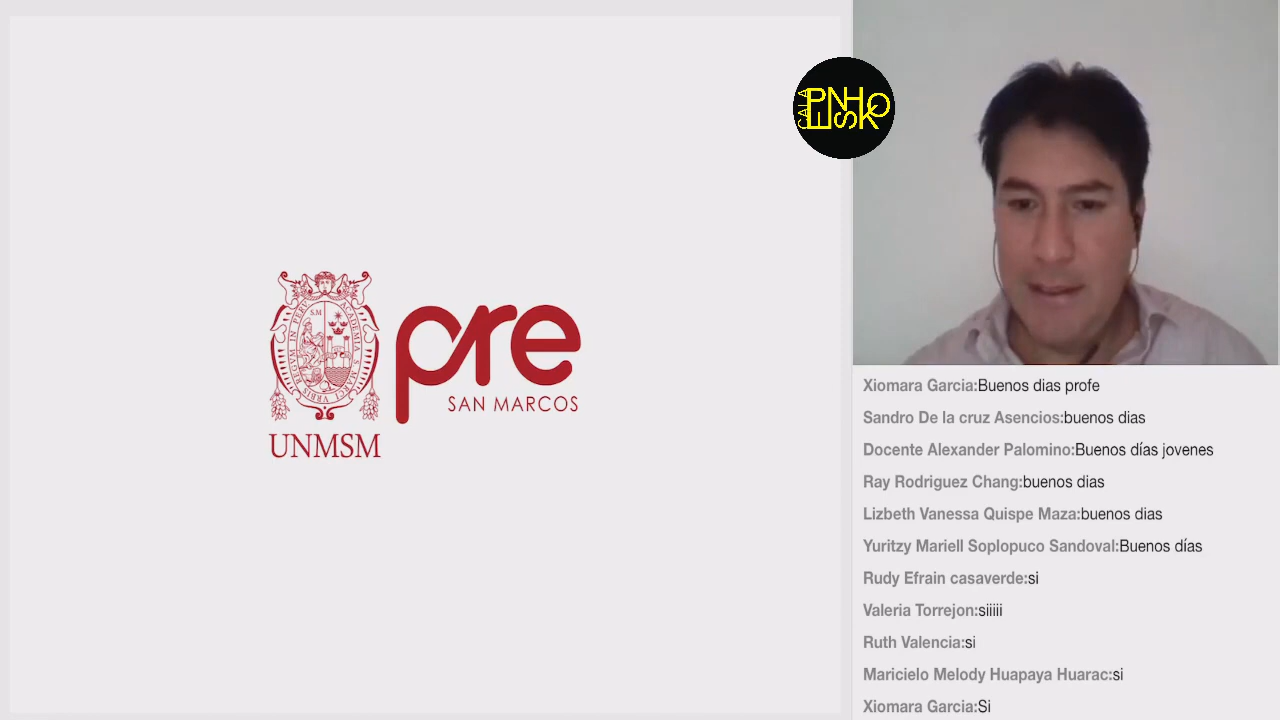 UNMSM
pre
SAN MARCOS
CALA
PENHSKO
Xiomara Garcia:Buenos dias profe
Sandro De la cruz Asencios:buenos dias
Docente Alexander Palomino:Buenos días jovenes
Ray Rodriguez Chang:buenos dias
Lizbeth Vanessa Quispe Maza:buenos dias
Yuritzy Mariell Soplopuco Sandoval:Buenos días
Rudy Efrain casaverde:si
Valeria Torrejon:siiiii
Ruth Valencia:si
Maricielo Melody Huapaya Huarac:si
Xiomara Garcia:Si